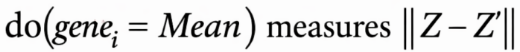 do(gene_i = Mean) measures ||Z − Z′||